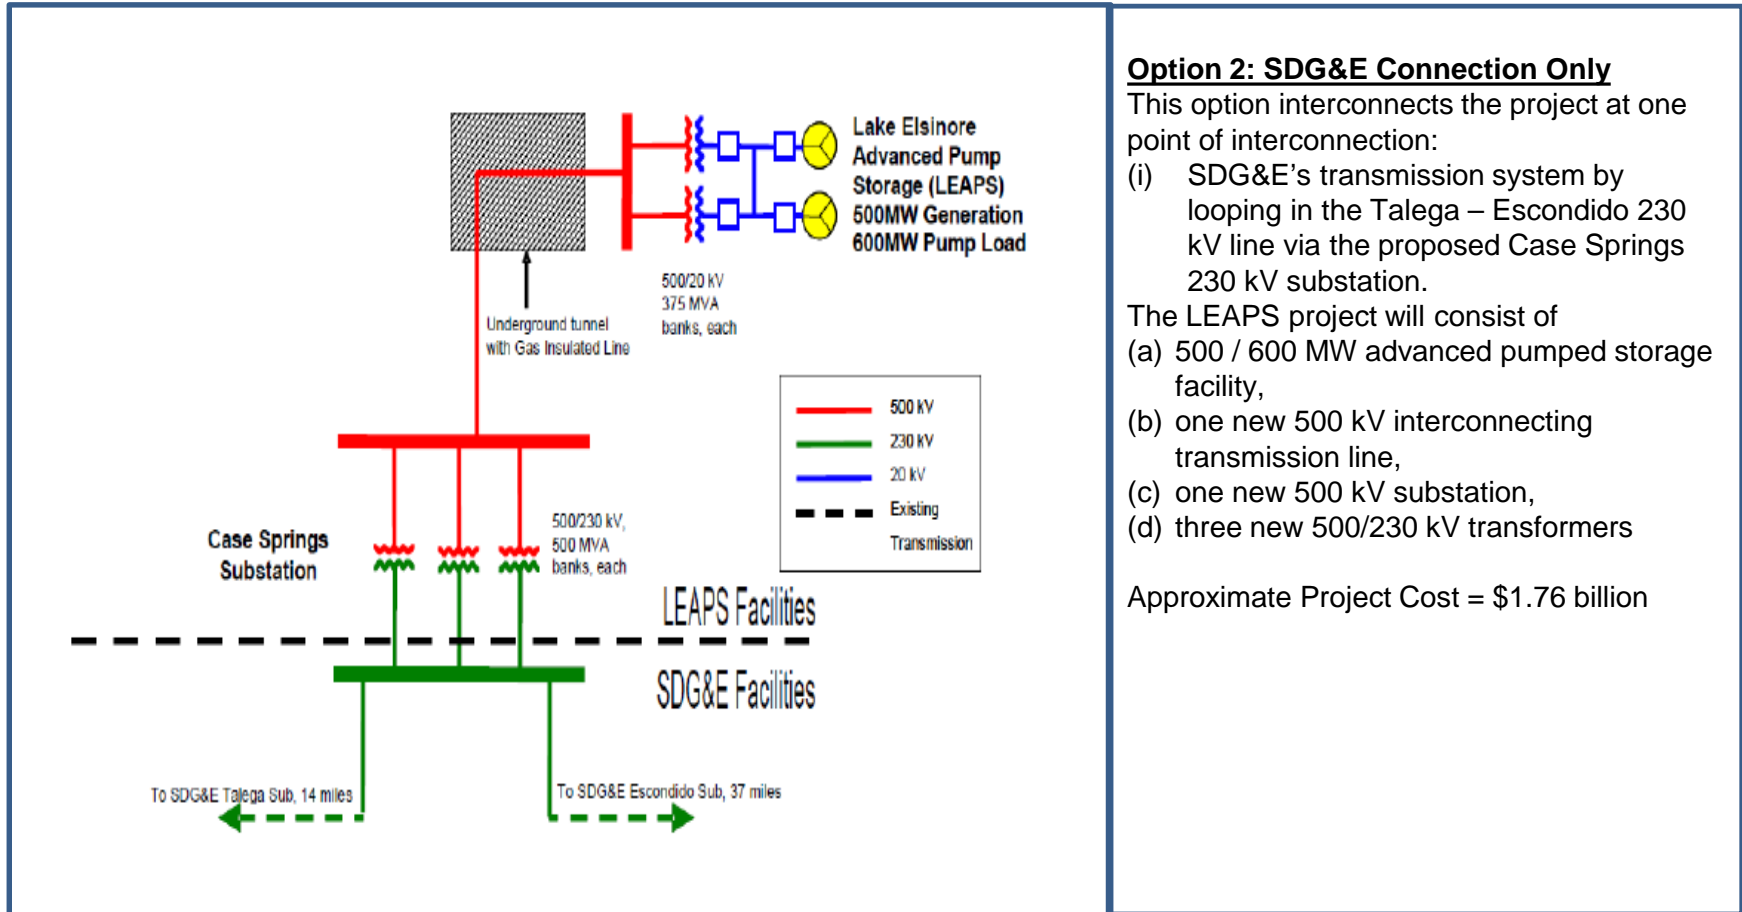 Lake Elsinore
Advanced Pump
Storage (LEAPS)
500MW Generation
600MW Pump Load
500/20 kV
375 MVA
banks, each
Underground tunnel
with Gas Insulated Line
500 kV
230 kV
20 kV
Existing
Transmission
Case Springs
Substation
500/230 kV,
500 MVA
banks, each
LEAPS Facilities
SDG&E Facilities
To SDG&E Talega Sub, 14 miles
To SDG&E Escondido Sub, 37 miles
Option 2: SDG&E Connection Only
This option interconnects the project at one
point of interconnection:
(i) SDG&E's transmission system by
looping in the Talega – Escondido 230
kV line via the proposed Case Springs
230 kV substation.
The LEAPS project will consist of
(a) 500 / 600 MW advanced pumped storage
facility,
(b) one new 500 kV interconnecting
transmission line,
(c) one new 500 kV substation,
(d) three new 500/230 kV transformers
Approximate Project Cost = $1.76 billion